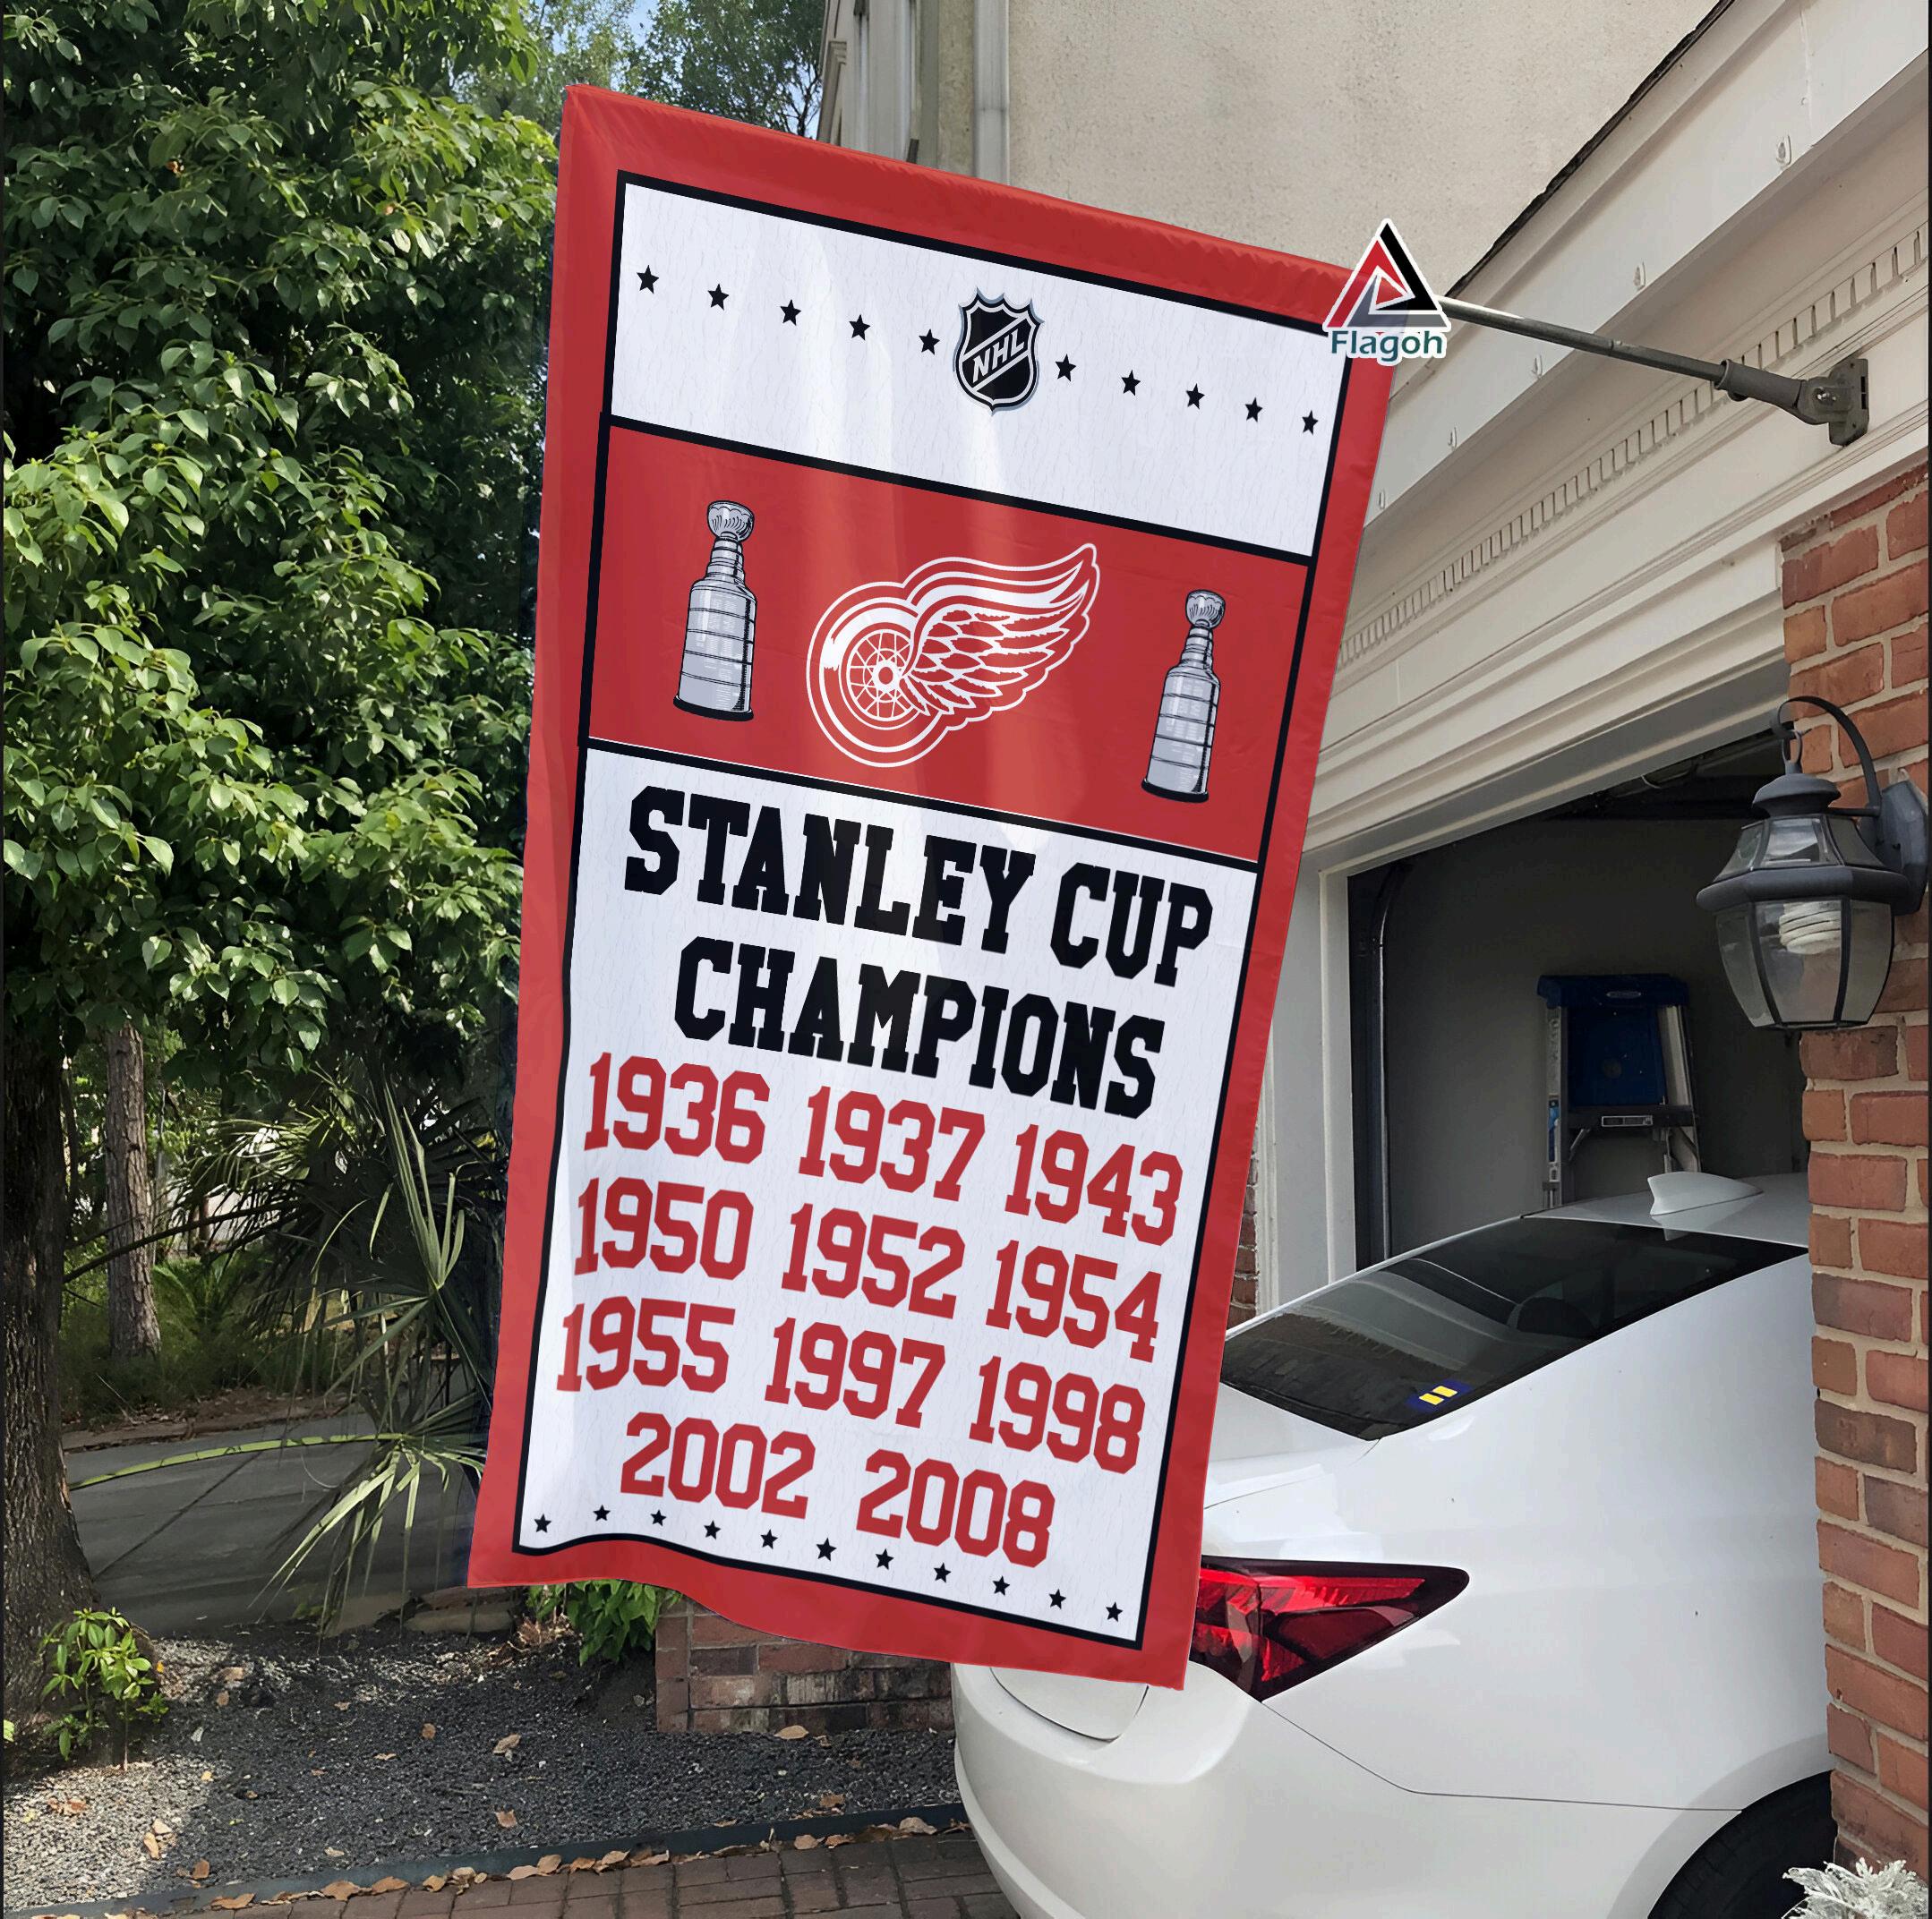 Flagoh
NHL
STANLEY CUP
CHAMPIONS
1936 1937 1943
1950 1952 1954
1955 1997 1998
2002 2008